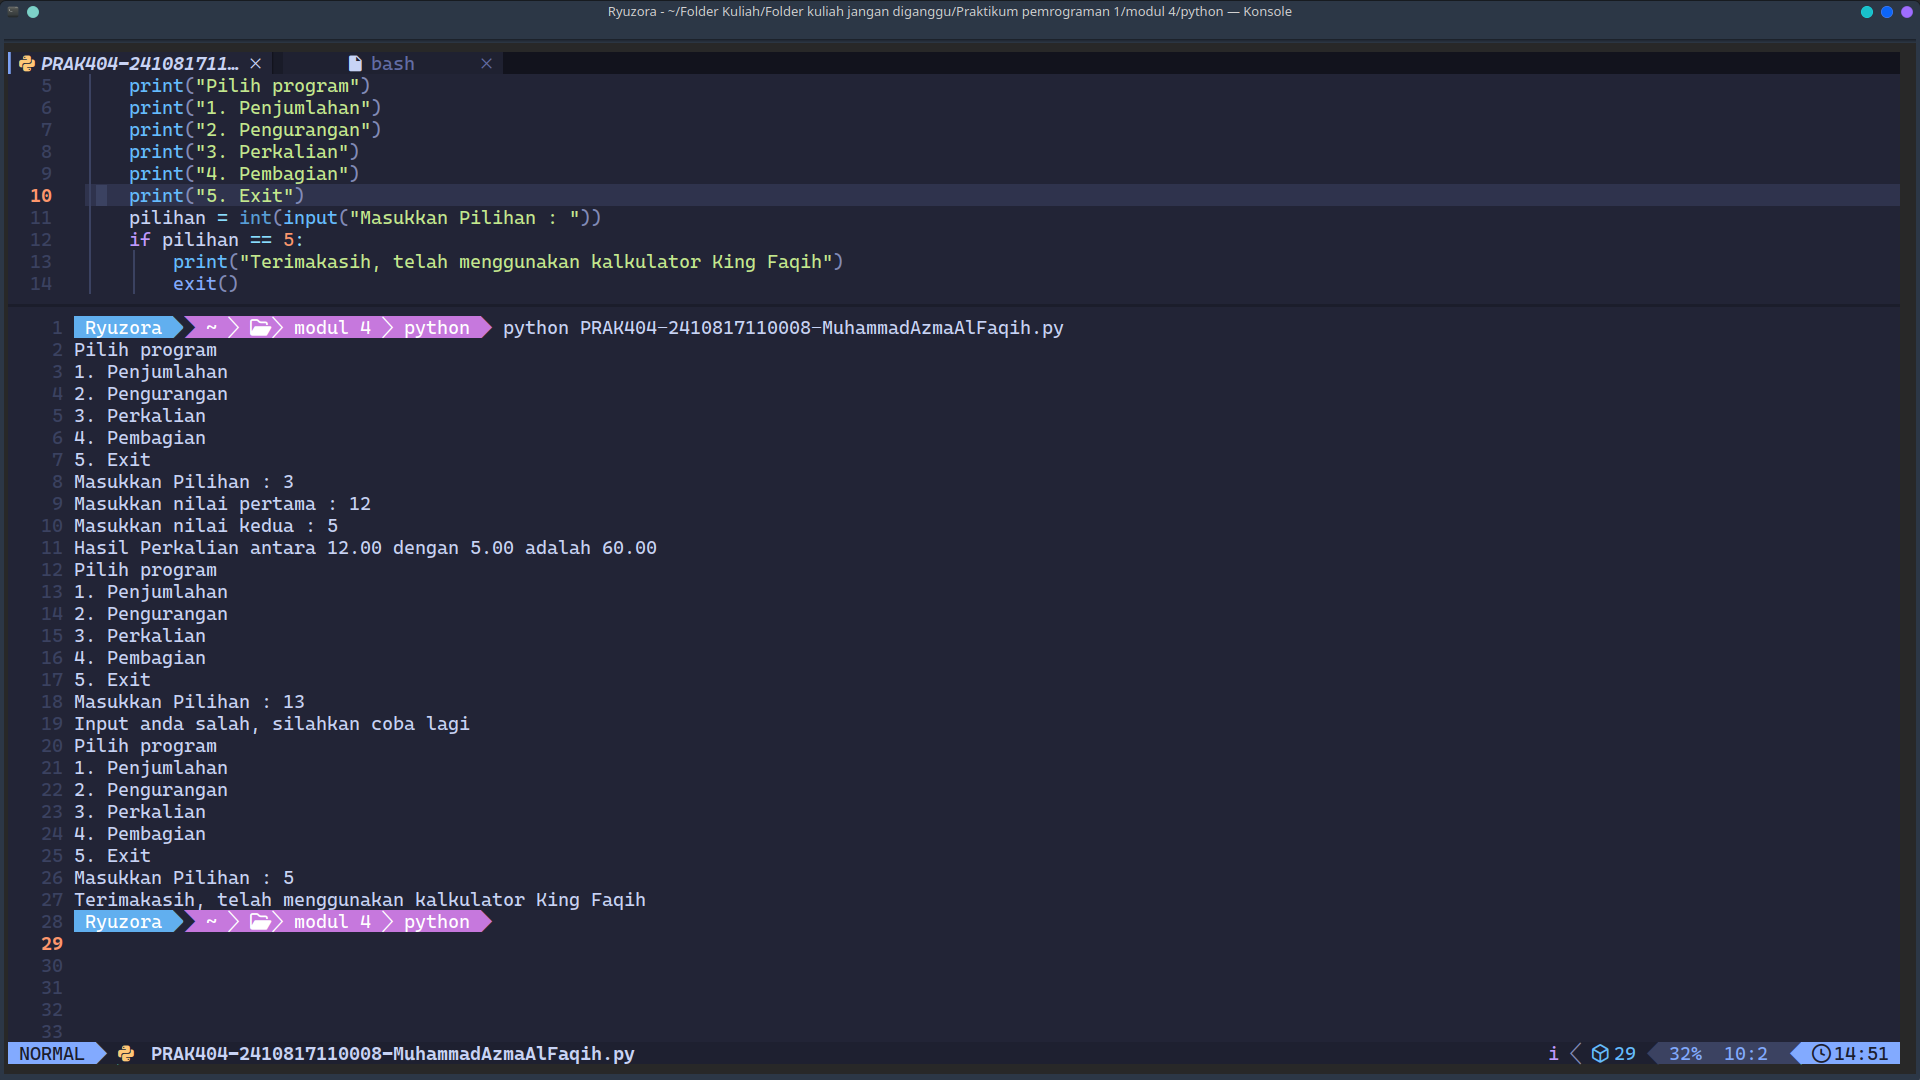 Ryuzora - ~/Folder Kuliah/Folder kuliah jangan diganggu/Praktikum pemrograman 1/modul 4/python — Konsole
PRAK404-241081711… × bash ×
5 print("Pilih program")
6 print("1. Penjumlahan")
7 print("2. Pengurangan")
8 print("3. Perkalian")
9 print("4. Pembagian")
10 print("5. Exit")
11 pilihan = int(input("Masukkan Pilihan : "))
12 if pilihan == 5:
13 print("Terimakasih, telah menggunakan kalkulator King Faqih")
14 exit()
1 Ryuzora ~ modul 4 python python PRAK404-2410817110008-MuhammadAzmaAlFaqih.py
2 Pilih program
3 1. Penjumlahan
4 2. Pengurangan
5 3. Perkalian
6 4. Pembagian
7 5. Exit
8 Masukkan Pilihan : 3
9 Masukkan nilai pertama : 12
10 Masukkan nilai kedua : 5
11 Hasil Perkalian antara 12.00 dengan 5.00 adalah 60.00
12 Pilih program
13 1. Penjumlahan
14 2. Pengurangan
15 3. Perkalian
16 4. Pembagian
17 5. Exit
18 Masukkan Pilihan : 13
19 Input anda salah, silahkan coba lagi
20 Pilih program
21 1. Penjumlahan
22 2. Pengurangan
23 3. Perkalian
24 4. Pembagian
25 5. Exit
26 Masukkan Pilihan : 5
27 Terimakasih, telah menggunakan kalkulator King Faqih
28 Ryuzora ~ modul 4 python
29
30
31
32
33
NORMAL PRAK404-2410817110008-MuhammadAzmaAlFaqih.py i 29 32% 10:2 14:51